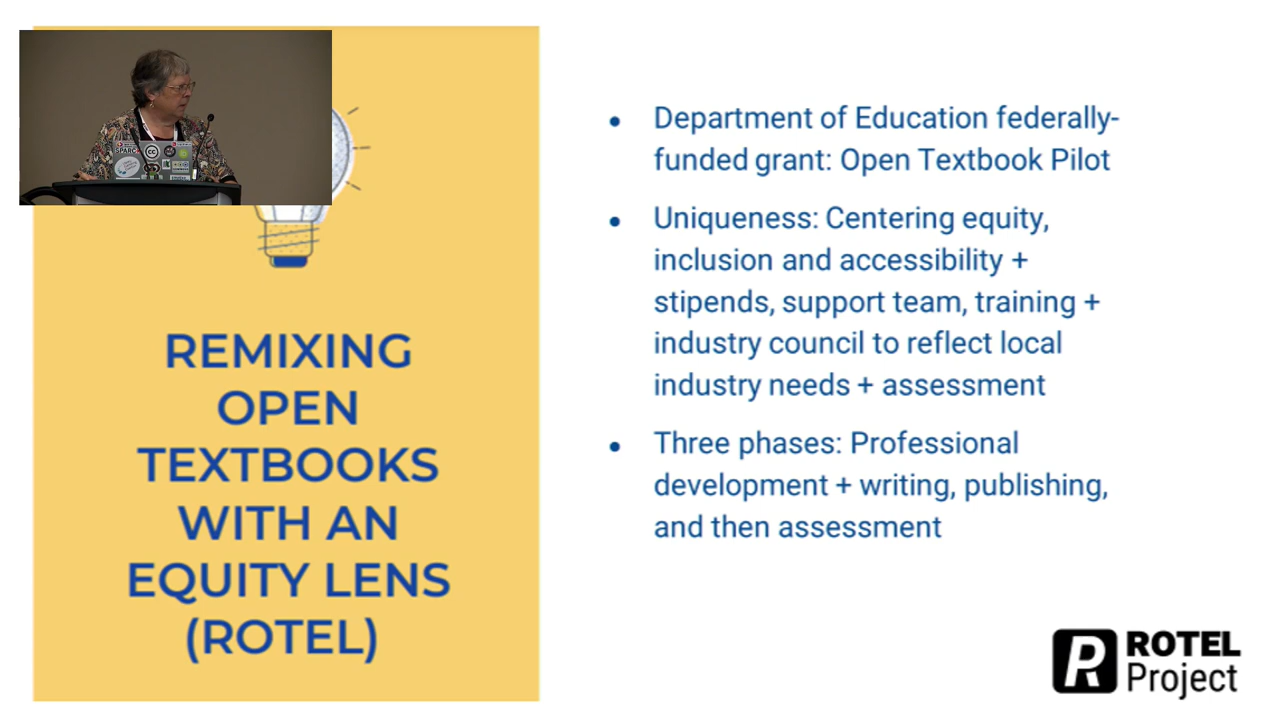 SPARC
REMIXING
OPEN
TEXTBOOKS
WITH AN
EQUITY LENS
(ROTEL)
• Department of Education federally-
funded grant: Open Textbook Pilot
• Uniqueness: Centering equity,
inclusion and accessibility +
stipends, support team, training +
industry council to reflect local
industry needs + assessment
• Three phases: Professional
development + writing, publishing,
and then assessment
ROTEL
Project